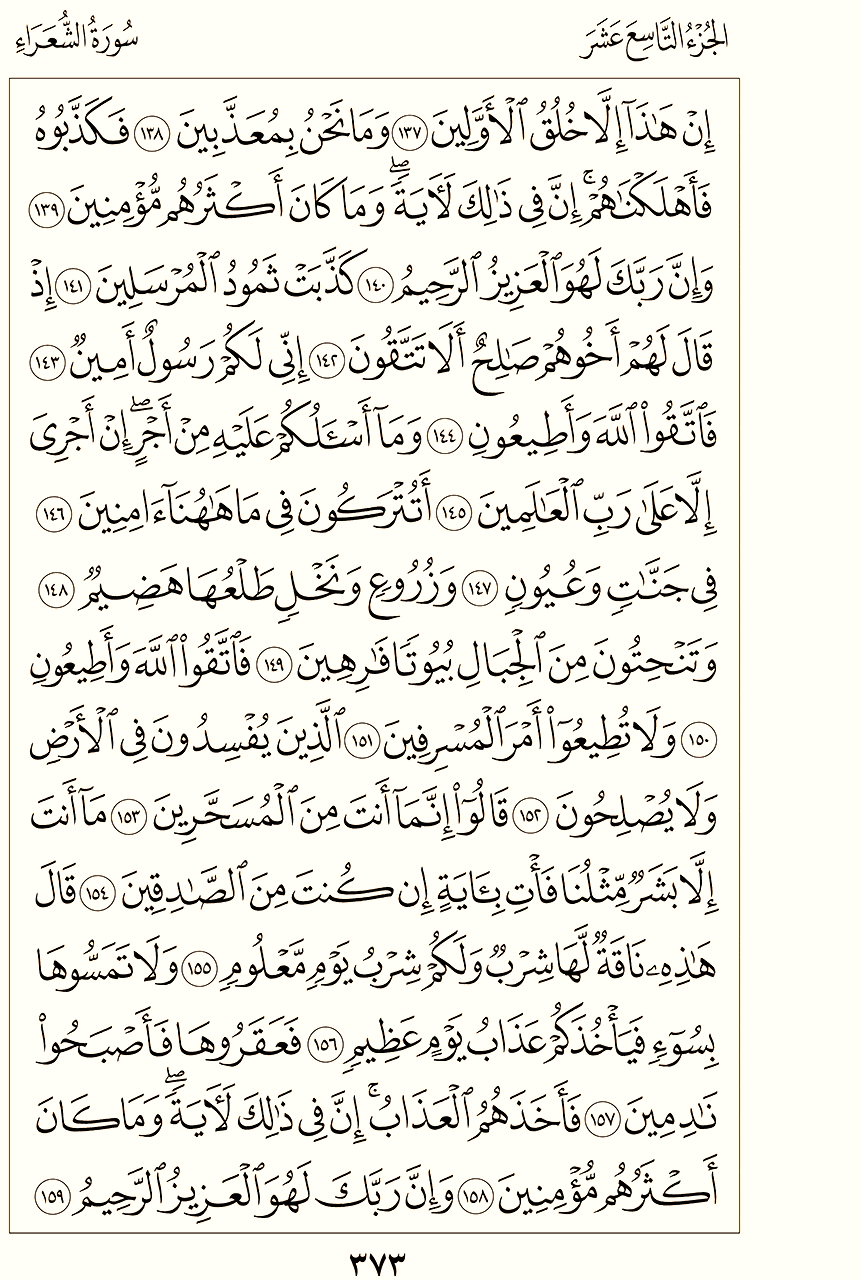 الجُزْءُ التَّاسِعَ عَشَرَ سُورَةُ الشُّعَرَاءِ
إِنْ هَٰذَآ إِلَّا خُلُقُ ٱلْأَوَّلِينَ ١٣٧ وَمَا نَحْنُ بِمُعَذَّبِينَ ١٣٨ فَكَذَّبُوهُ
فَأَهْلَكْنَٰهُمْ ۚ إِنَّ فِى ذَٰلِكَ لَـَٔايَةً ۖ وَمَا كَانَ أَكْثَرُهُم مُّؤْمِنِينَ ١٣٩
وَإِنَّ رَبَّكَ لَهُوَ ٱلْعَزِيزُ ٱلرَّحِيمُ ١٤٠ كَذَّبَتْ ثَمُودُ ٱلْمُرْسَلِينَ ١٤١ إِذْ
قَالَ لَهُمْ أَخُوهُمْ صَٰلِحٌ أَلَا تَتَّقُونَ ١٤٢ إِنِّى لَكُمْ رَسُولٌ أَمِينٌ ١٤٣
فَٱتَّقُوا۟ ٱللَّهَ وَأَطِيعُونِ ١٤٤ وَمَآ أَسْـَٔلُكُمْ عَلَيْهِ مِنْ أَجْرٍ ۖ إِنْ أَجْرِىَ
إِلَّا عَلَىٰ رَبِّ ٱلْعَٰلَمِينَ ١٤٥ أَتُتْرَكُونَ فِى مَا هَٰهُنَآ ءَامِنِينَ ١٤٦
فِى جَنَّٰتٍ وَعُيُونٍ ١٤٧ وَزُرُوعٍ وَنَخْلٍ طَلْعُهَا هَضِيمٌ ١٤٨
وَتَنْحِتُونَ مِنَ ٱلْجِبَالِ بُيُوتًا فَٰرِهِينَ ١٤٩ فَٱتَّقُوا۟ ٱللَّهَ وَأَطِيعُونِ
١٥٠ وَلَا تُطِيعُوٓا۟ أَمْرَ ٱلْمُسْرِفِينَ ١٥١ ٱلَّذِينَ يُفْسِدُونَ فِى ٱلْأَرْضِ
وَلَا يُصْلِحُونَ ١٥٢ قَالُوٓا۟ إِنَّمَآ أَنتَ مِنَ ٱلْمُسَحَّرِينَ ١٥٣ مَآ أَنتَ
إِلَّا بَشَرٌ مِّثْلُنَا فَأْتِ بِـَٔايَةٍ إِن كُنتَ مِنَ ٱلصَّٰدِقِينَ ١٥٤ قَالَ
هَٰذِهِۦ نَاقَةٌ لَّهَا شِرْبٌ وَلَكُمْ شِرْبُ يَوْمٍ مَّعْلُومٍ ١٥٥ وَلَا تَمَسُّوهَا
بِسُوٓءٍ فَيَأْخُذَكُمْ عَذَابُ يَوْمٍ عَظِيمٍ ١٥٦ فَعَقَرُوهَا فَأَصْبَحُوا۟
نَٰدِمِينَ ١٥٧ فَأَخَذَهُمُ ٱلْعَذَابُ ۚ إِنَّ فِى ذَٰلِكَ لَـَٔايَةً ۖ وَمَا كَانَ
أَكْثَرُهُم مُّؤْمِنِينَ ١٥٨ وَإِنَّ رَبَّكَ لَهُوَ ٱلْعَزِيزُ ٱلرَّحِيمُ ١٥٩
٣٧٣